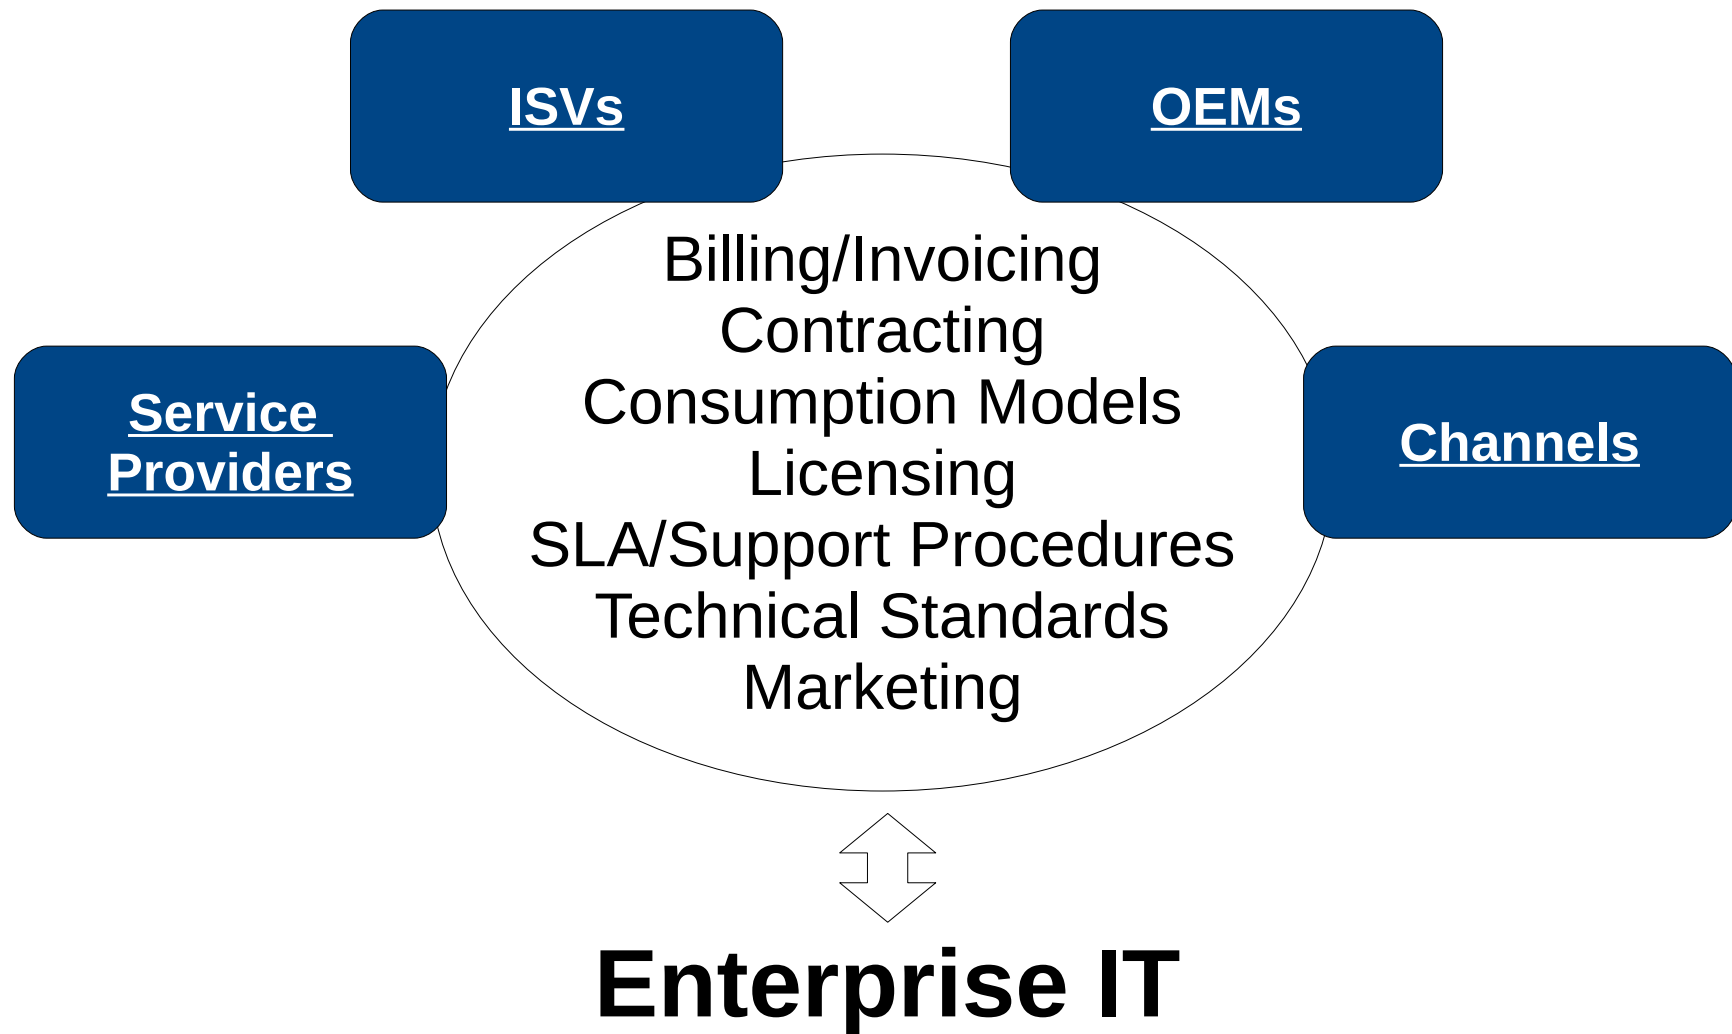 ISVs
OEMs
Billing/Invoicing
Contracting
Consumption Models
Licensing
SLA/Support Procedures
Technical Standards
Marketing
Service
Providers
Channels
Enterprise IT